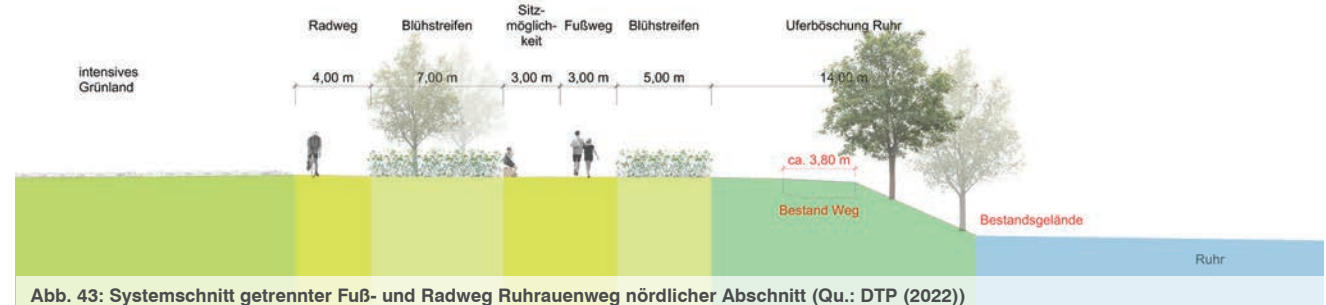 Radweg
Blühstreifen
Sitz-
möglich-
keit
Fußweg
Blühstreifen
Uferböschung Ruhr
intensives
Grünland
4,00 m
7,00 m
3,00 m
3,00 m
5,00 m
14,00 m
ca. 3,80 m
Bestand Weg
Bestandsgelände
Ruhr
Abb. 43: Systemschnitt getrennter Fuß- und Radweg Ruhrauenweg nördlicher Abschnitt (Qu.: DTP (2022))